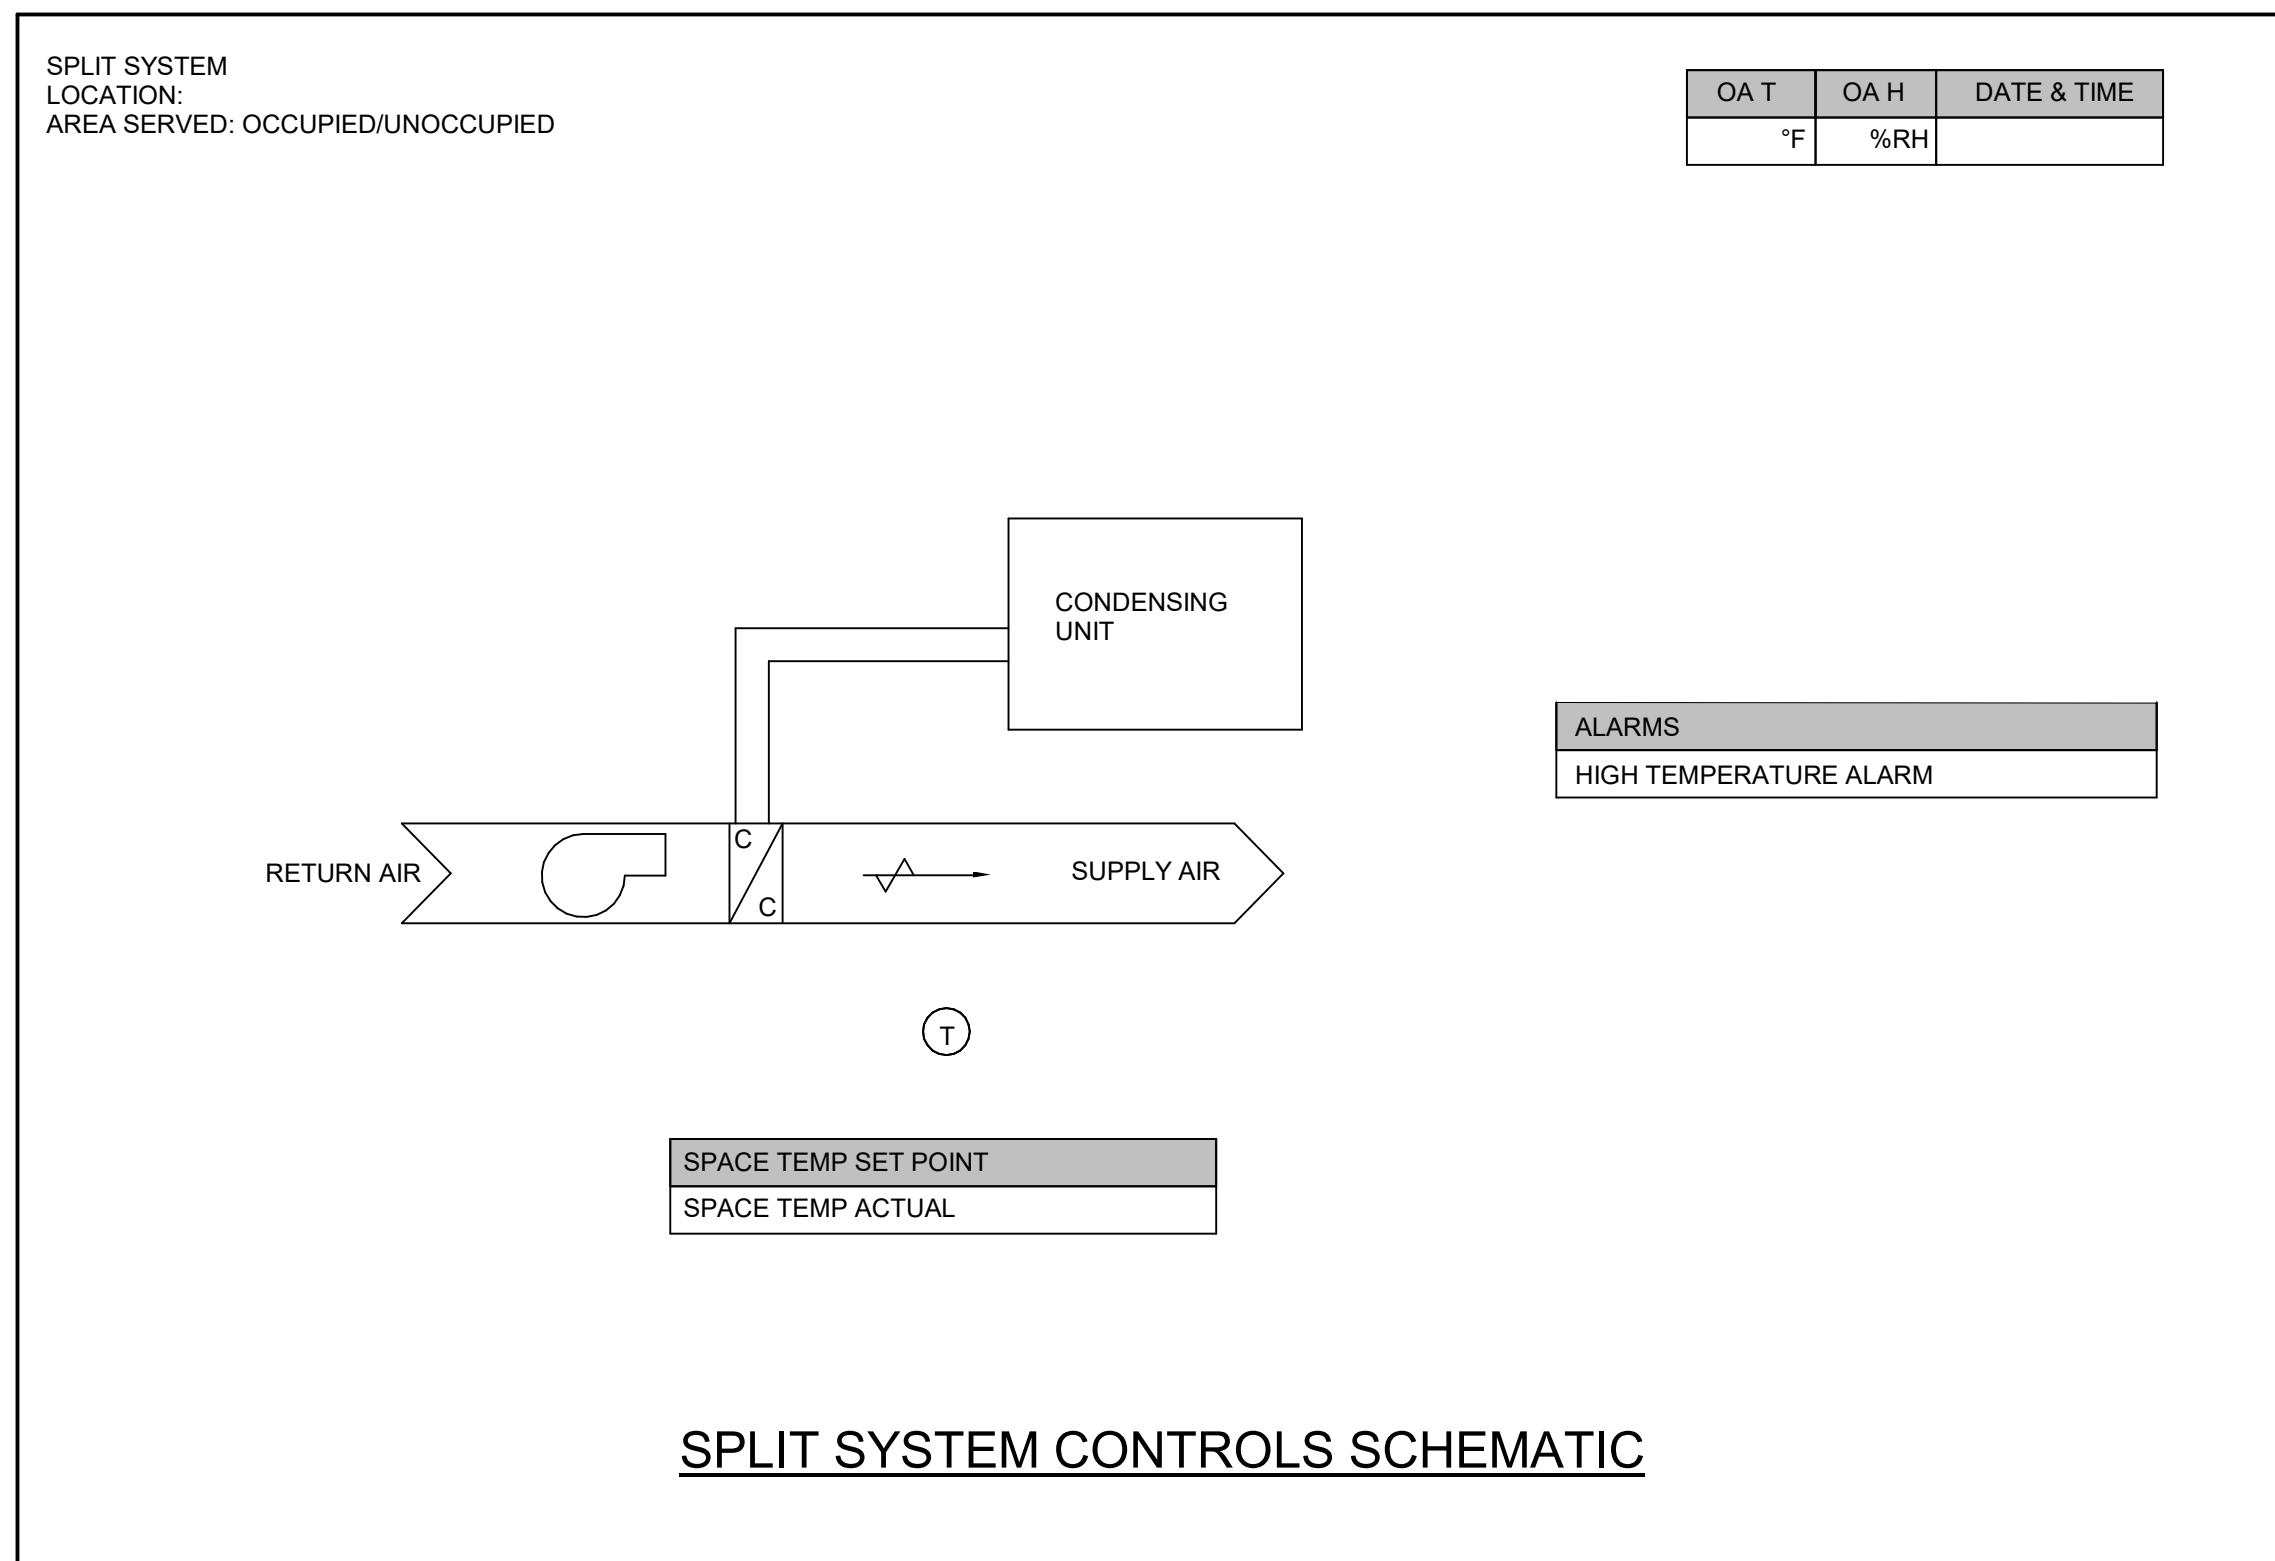 SPLIT SYSTEM
LOCATION:
AREA SERVED: OCCUPIED/UNOCCUPIED
OA T OA H DATE & TIME
°F %RH
CONDENSING
UNIT
ALARMS
HIGH TEMPERATURE ALARM
C
C
RETURN AIR
SUPPLY AIR
T
SPACE TEMP SET POINT
SPACE TEMP ACTUAL
SPLIT SYSTEM CONTROLS SCHEMATIC